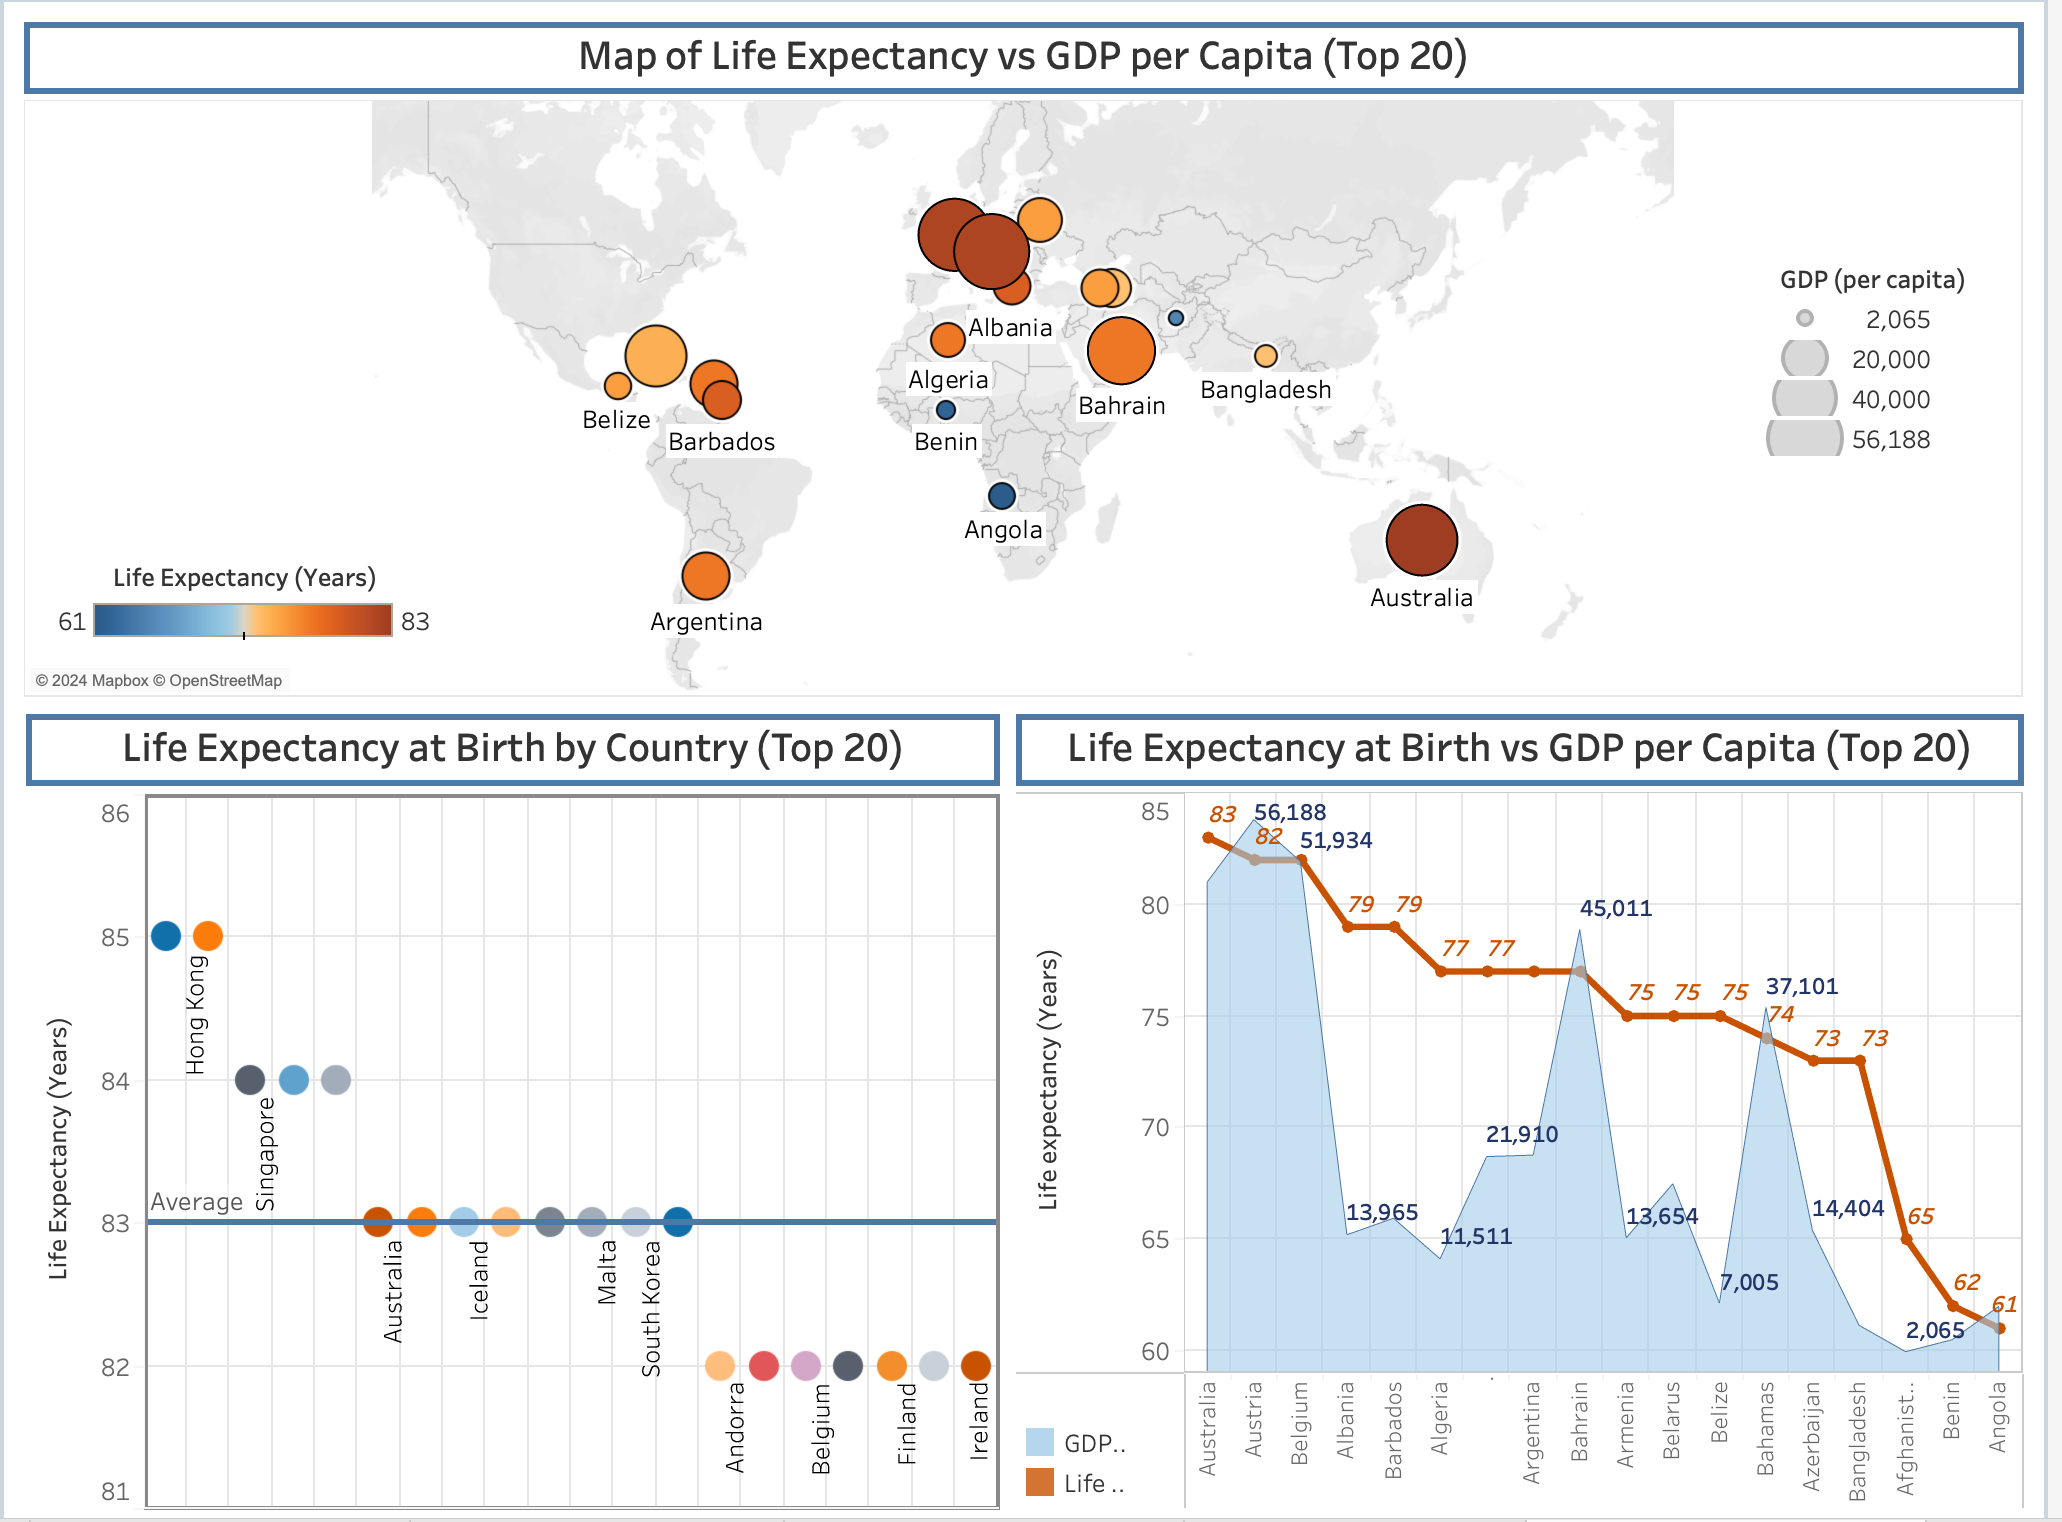 Map of Life Expectancy vs GDP per Capita (Top 20)
Albania
Algeria
Bahrain
Bangladesh
Belize
Barbados
Benin
Angola
Australia
Argentina
GDP (per capita)
2,065
20,000
40,000
56,188
Life Expectancy (Years)
61
83
© 2024 Mapbox © OpenStreetMap
Life Expectancy at Birth by Country (Top 20)
Life Expectancy (Years)
86
85
84
83
82
81
Average
Hong Kong
Singapore
Australia
Iceland
Malta
South Korea
Andorra
Belgium
Finland
Ireland
Life Expectancy at Birth vs GDP per Capita (Top 20)
Life expectancy (Years)
85
80
75
70
65
60
83
56,188
82
51,934
79
79
77
77
45,011
75
75
75
37,101
74
73
73
21,910
13,965
11,511
13,654
14,404
7,005
65
62
61
2,065
Australia
Austria
Belgium
Albania
Barbados
Algeria
Argentina
Bahrain
Armenia
Belarus
Belize
Bahamas
Azerbaijan
Bangladesh
Afghanist..
Benin
Angola
GDP..
Life ..